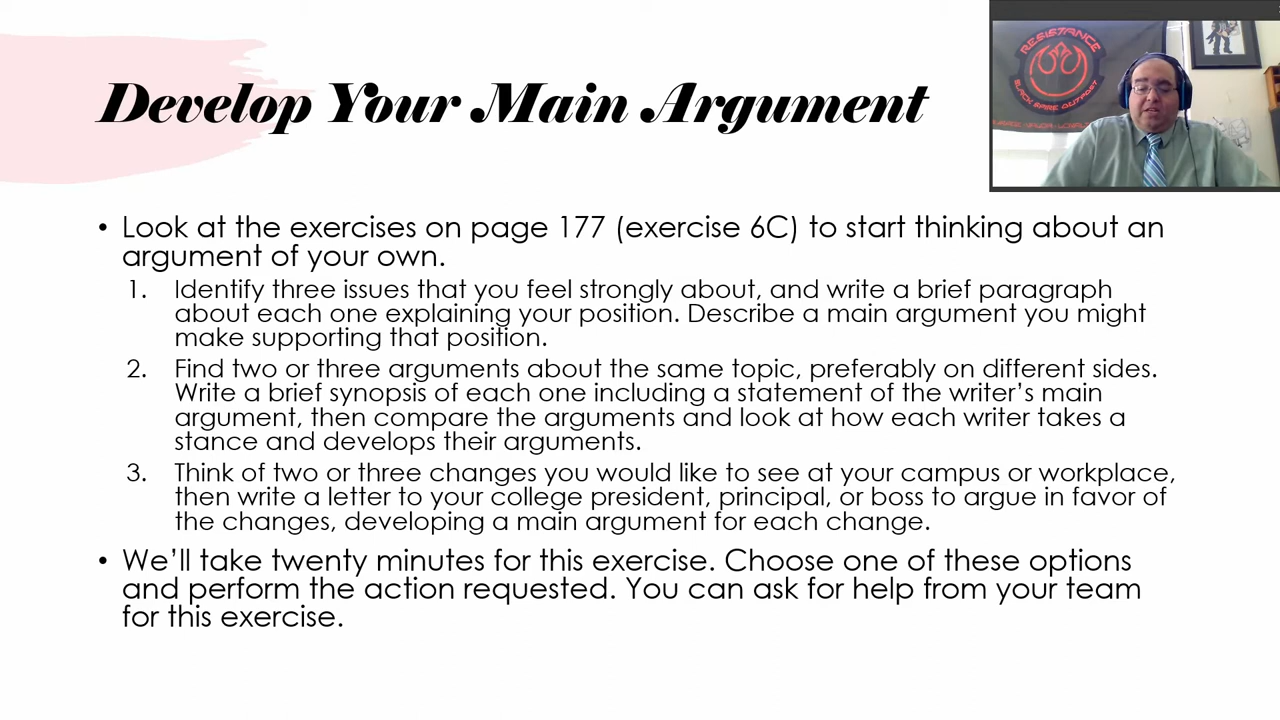 Develop Your Main Argument
RESISTANCE
BLACK SPIRE OUTPOST
• Look at the exercises on page 177 (exercise 6C) to start thinking about an
argument of your own.
1. Identify three issues that you feel strongly about, and write a brief paragraph
about each one explaining your position. Describe a main argument you might
make supporting that position.
2. Find two or three arguments about the same topic, preferably on different sides.
Write a brief synopsis of each one including a statement of the writer’s main
argument, then compare the arguments and look at how each writer takes a
stance and develops their arguments.
3. Think of two or three changes you would like to see at your campus or workplace,
then write a letter to your college president, principal, or boss to argue in favor of
the changes, developing a main argument for each change.
• We’ll take twenty minutes for this exercise. Choose one of these options
and perform the action requested. You can ask for help from your team
for this exercise.